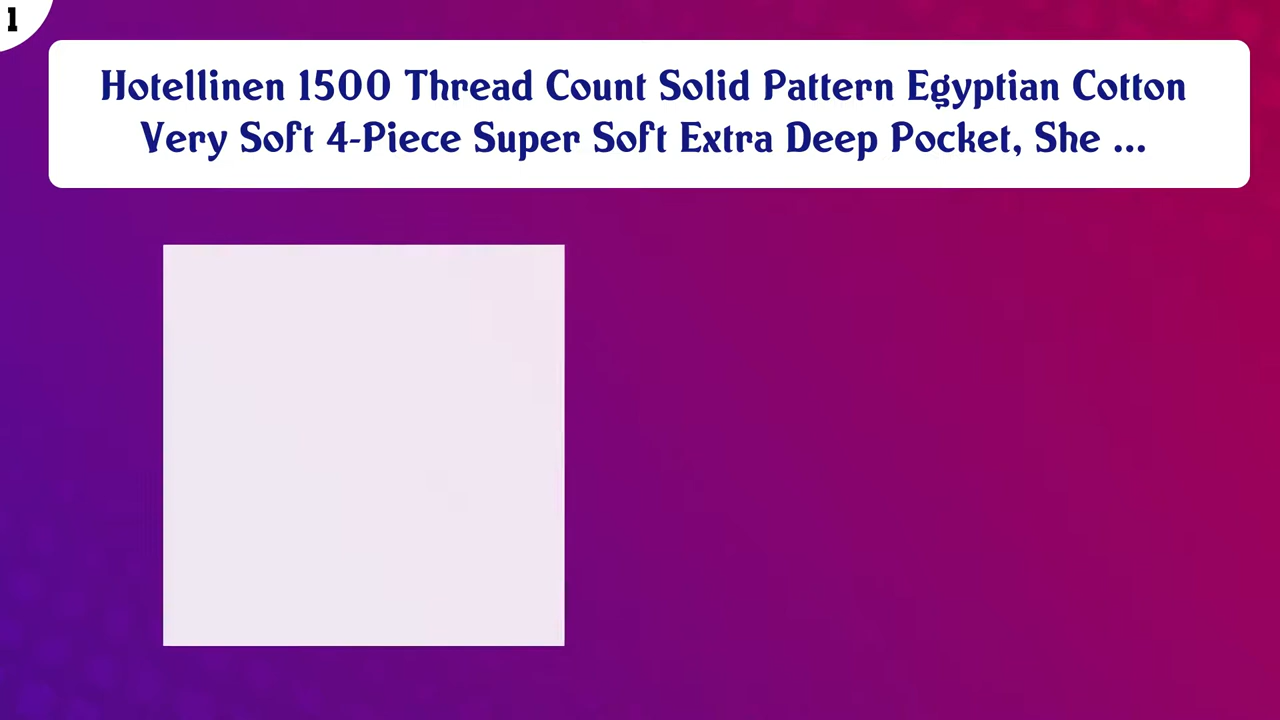 1
Hotellinen 1500 Thread Count Solid Pattern Egyptian Cotton
Very Soft 4-Piece Super Soft Extra Deep Pocket, She ...